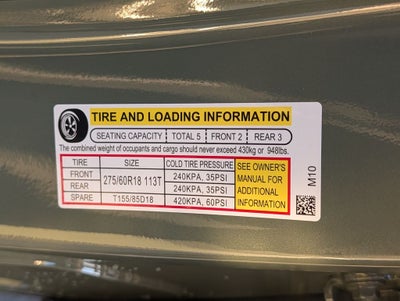 TIRE AND LOADING INFORMATION
SEATING CAPACITY TOTAL 5 FRONT 2 REAR 3
The combined weight of occupants and cargo should never exceed 430kg or 948lbs.
TIRE SIZE COLD TIRE PRESSURE
FRONT 275/60R18 113T 240KPA, 35PSI
REAR 240KPA, 35PSI
SPARE T155/85D18 420KPA, 60PSI
SEE OWNER'S
MANUAL FOR
ADDITIONAL
INFORMATION
M10